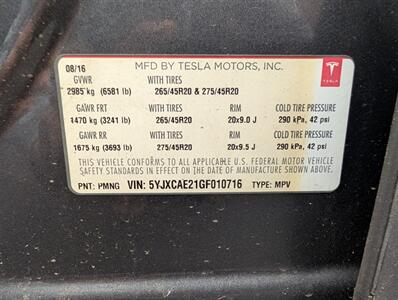 08/16 MFD BY TESLA MOTORS, INC.
TESLA
GVWR WITH TIRES
2985 kg (6581 lb) 265/45R20 & 275/45R20
GAWR FRT WITH TIRES RIM COLD TIRE PRESSURE
1470 kg (3241 lb) 265/45R20 20x9.0 J 290 kPa, 42 psi
GAWR RR WITH TIRES RIM COLD TIRE PRESSURE
1675 kg (3693 lb) 275/45R20 20x9.5 J 290 kPa, 42 psi
THIS VEHICLE CONFORMS TO ALL APPLICABLE U.S. FEDERAL MOTOR VEHICLE
SAFETY STANDARDS IN EFFECT ON THE DATE OF MANUFACTURE SHOWN ABOVE.
PNT: PMNG VIN: 5YJXCAE21GF010716 TYPE: MPV